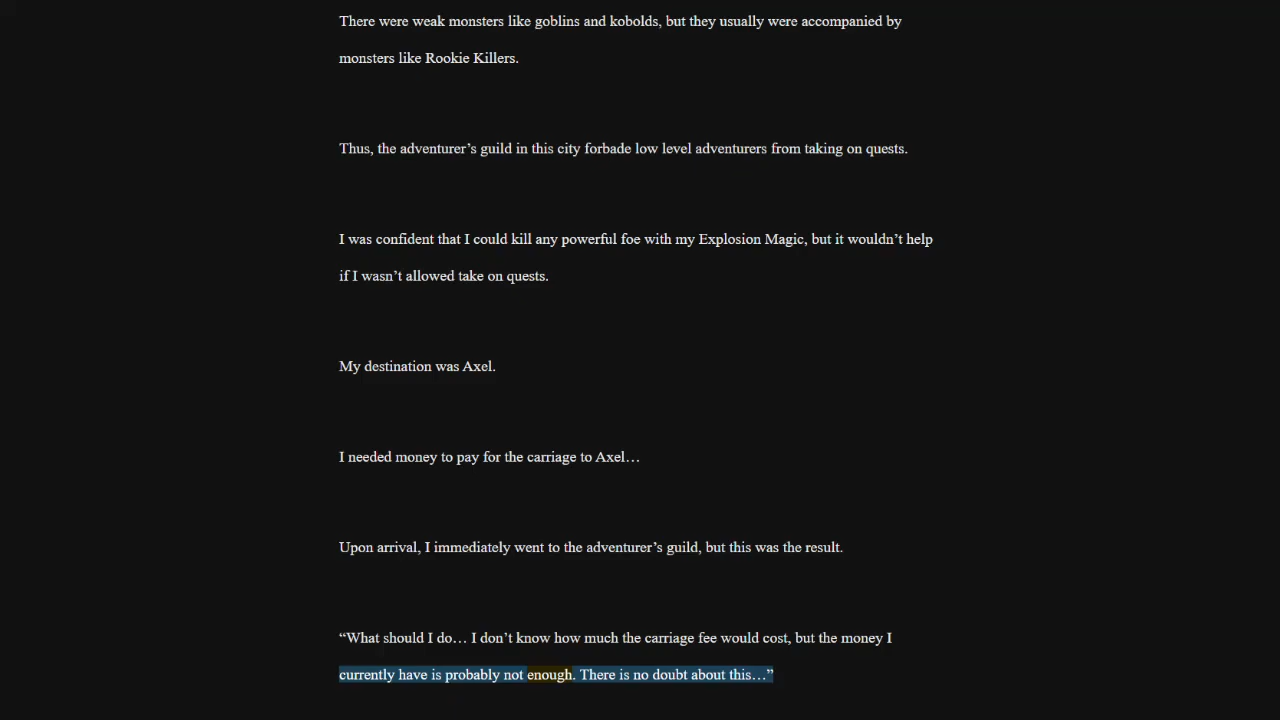 There were weak monsters like goblins and kobolds, but they usually were accompanied by
monsters like Rookie Killers.
Thus, the adventurer’s guild in this city forbade low level adventurers from taking on quests.
I was confident that I could kill any powerful foe with my Explosion Magic, but it wouldn’t help
if I wasn’t allowed take on quests.
My destination was Axel.
I needed money to pay for the carriage to Axel…
Upon arrival, I immediately went to the adventurer’s guild, but this was the result.
“What should I do… I don’t know how much the carriage fee would cost, but the money I
currently have is probably not enough. There is no doubt about this…”